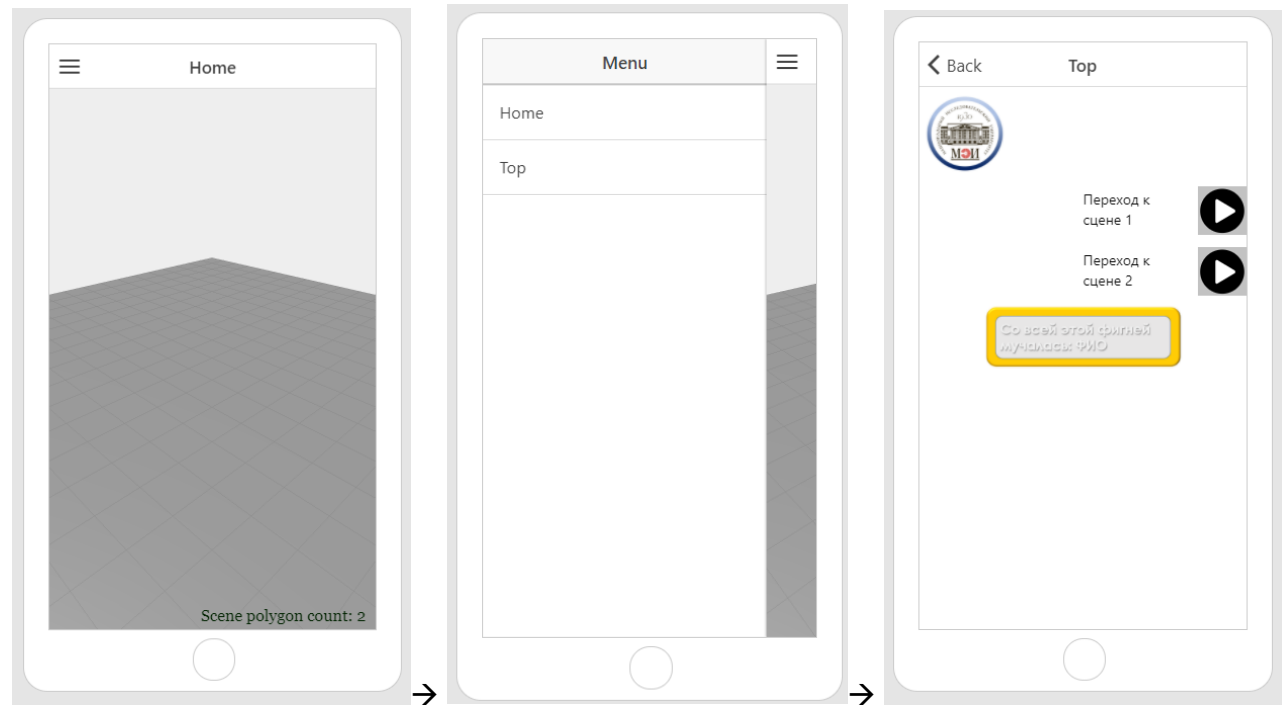 Home
Scene polygon count: 2
→
Menu
Home
Top
→
Back
Top
1930
МЭИ
Переход к
сцене 1
Переход к
сцене 2
Со всей этой фигней
мучалась: ФИО